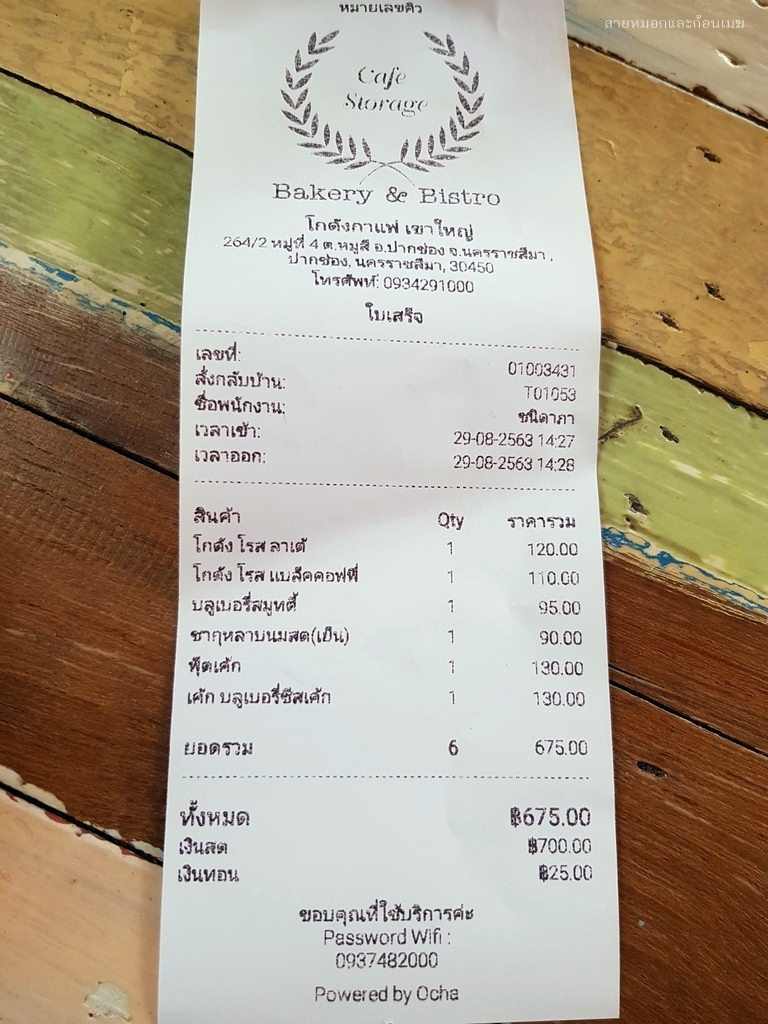 หมายเลขคิว
สายหมอกและก้อนเมฆ
Cafe
Storage
Bakery & Bistro
โกดังกาแฟ เขาใหญ่
264/2 หมู่ที่ 4 ต.หมูสี อ.ปากช่อง จ.นครราชสีมา ,
ปากช่อง, นครราชสีมา, 30450
โทรศัพท์: 0934291000
ใบเสร็จ
เลขที่: 01003431
สั่งกลับบ้าน: T01053
ชื่อพนักงาน: ชนิดาภา
เวลาเข้า: 29-08-2563 14:27
เวลาออก: 29-08-2563 14:28
สินค้า Qty ราคารวม
โกดัง โรส ลาเต้ 1 120.00
โกดัง โรส แบล็คคอฟฟี่ 1 110.00
บลูเบอรี่สมูทตี้ 1 95.00
ชากุหลาบนมสด(เย็น) 1 90.00
ฟุ๊ตเค้ก 1 130.00
เค้ก บลูเบอรี่ชีสเค้ก 1 130.00
ยอดรวม 6 675.00
ทั้งหมด ฿675.00
เงินสด ฿700.00
เงินทอน ฿25.00
ขอบคุณที่ใช้บริการค่ะ
Password Wifi :
0937482000
Powered by Ocha